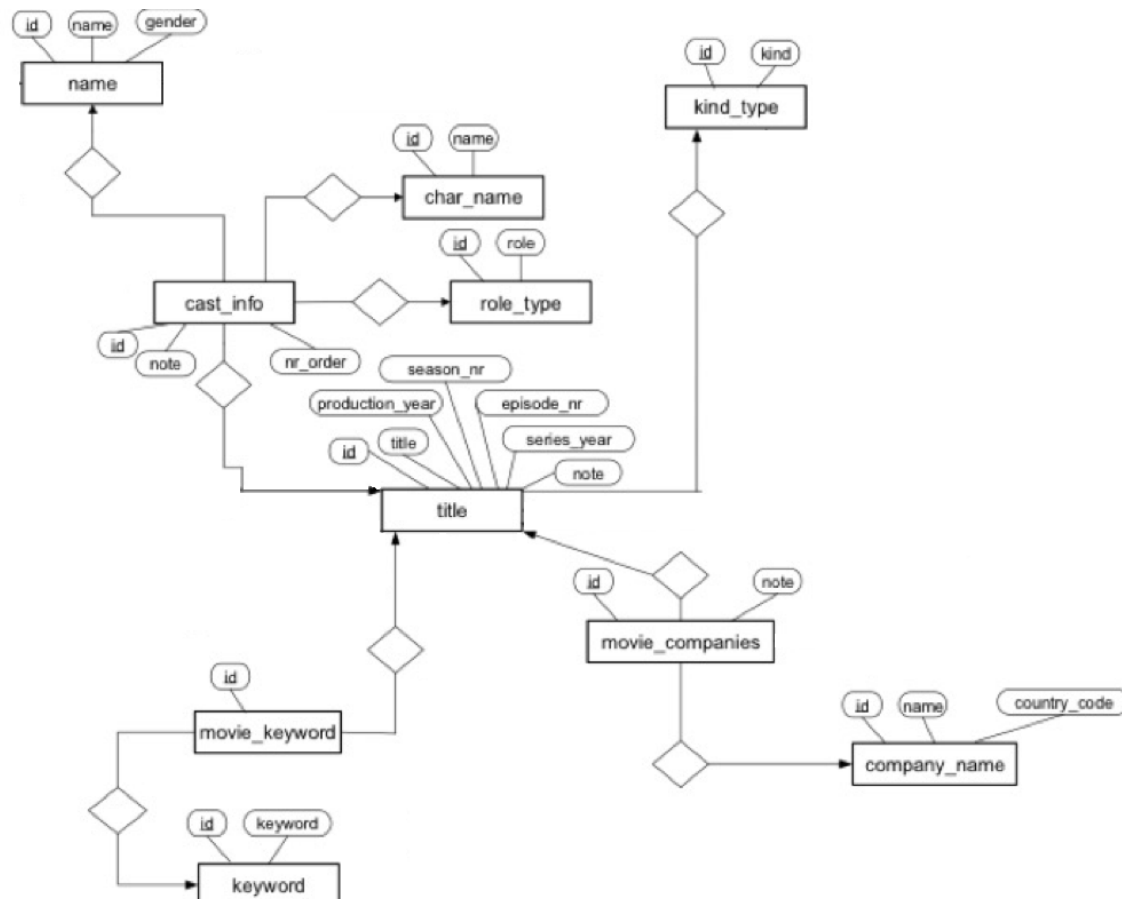 id
name
gender
name
id
kind
kind_type
id
name
char_name
id
role
role_type
cast_info
id
note
nr_order
season_nr
production_year
episode_nr
title
series_year
id
note
title
id
note
movie_companies
id
movie_keyword
id
name
country_code
company_name
id
keyword
keyword